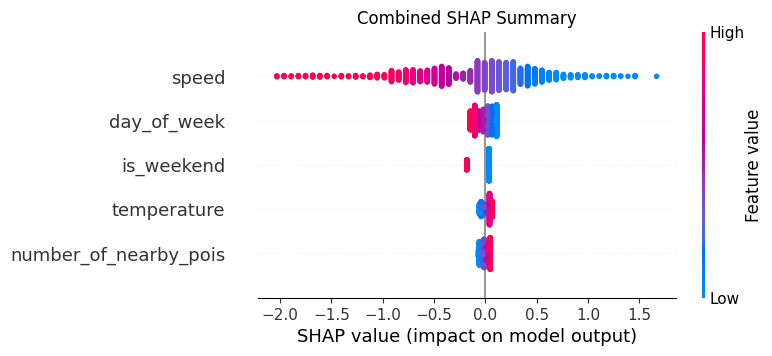 Combined SHAP Summary
High
speed
day_of_week
is_weekend
temperature
number_of_nearby_pois
Feature value
Low
−2.0 −1.5 −1.0 −0.5 0.0 0.5 1.0 1.5
SHAP value (impact on model output)